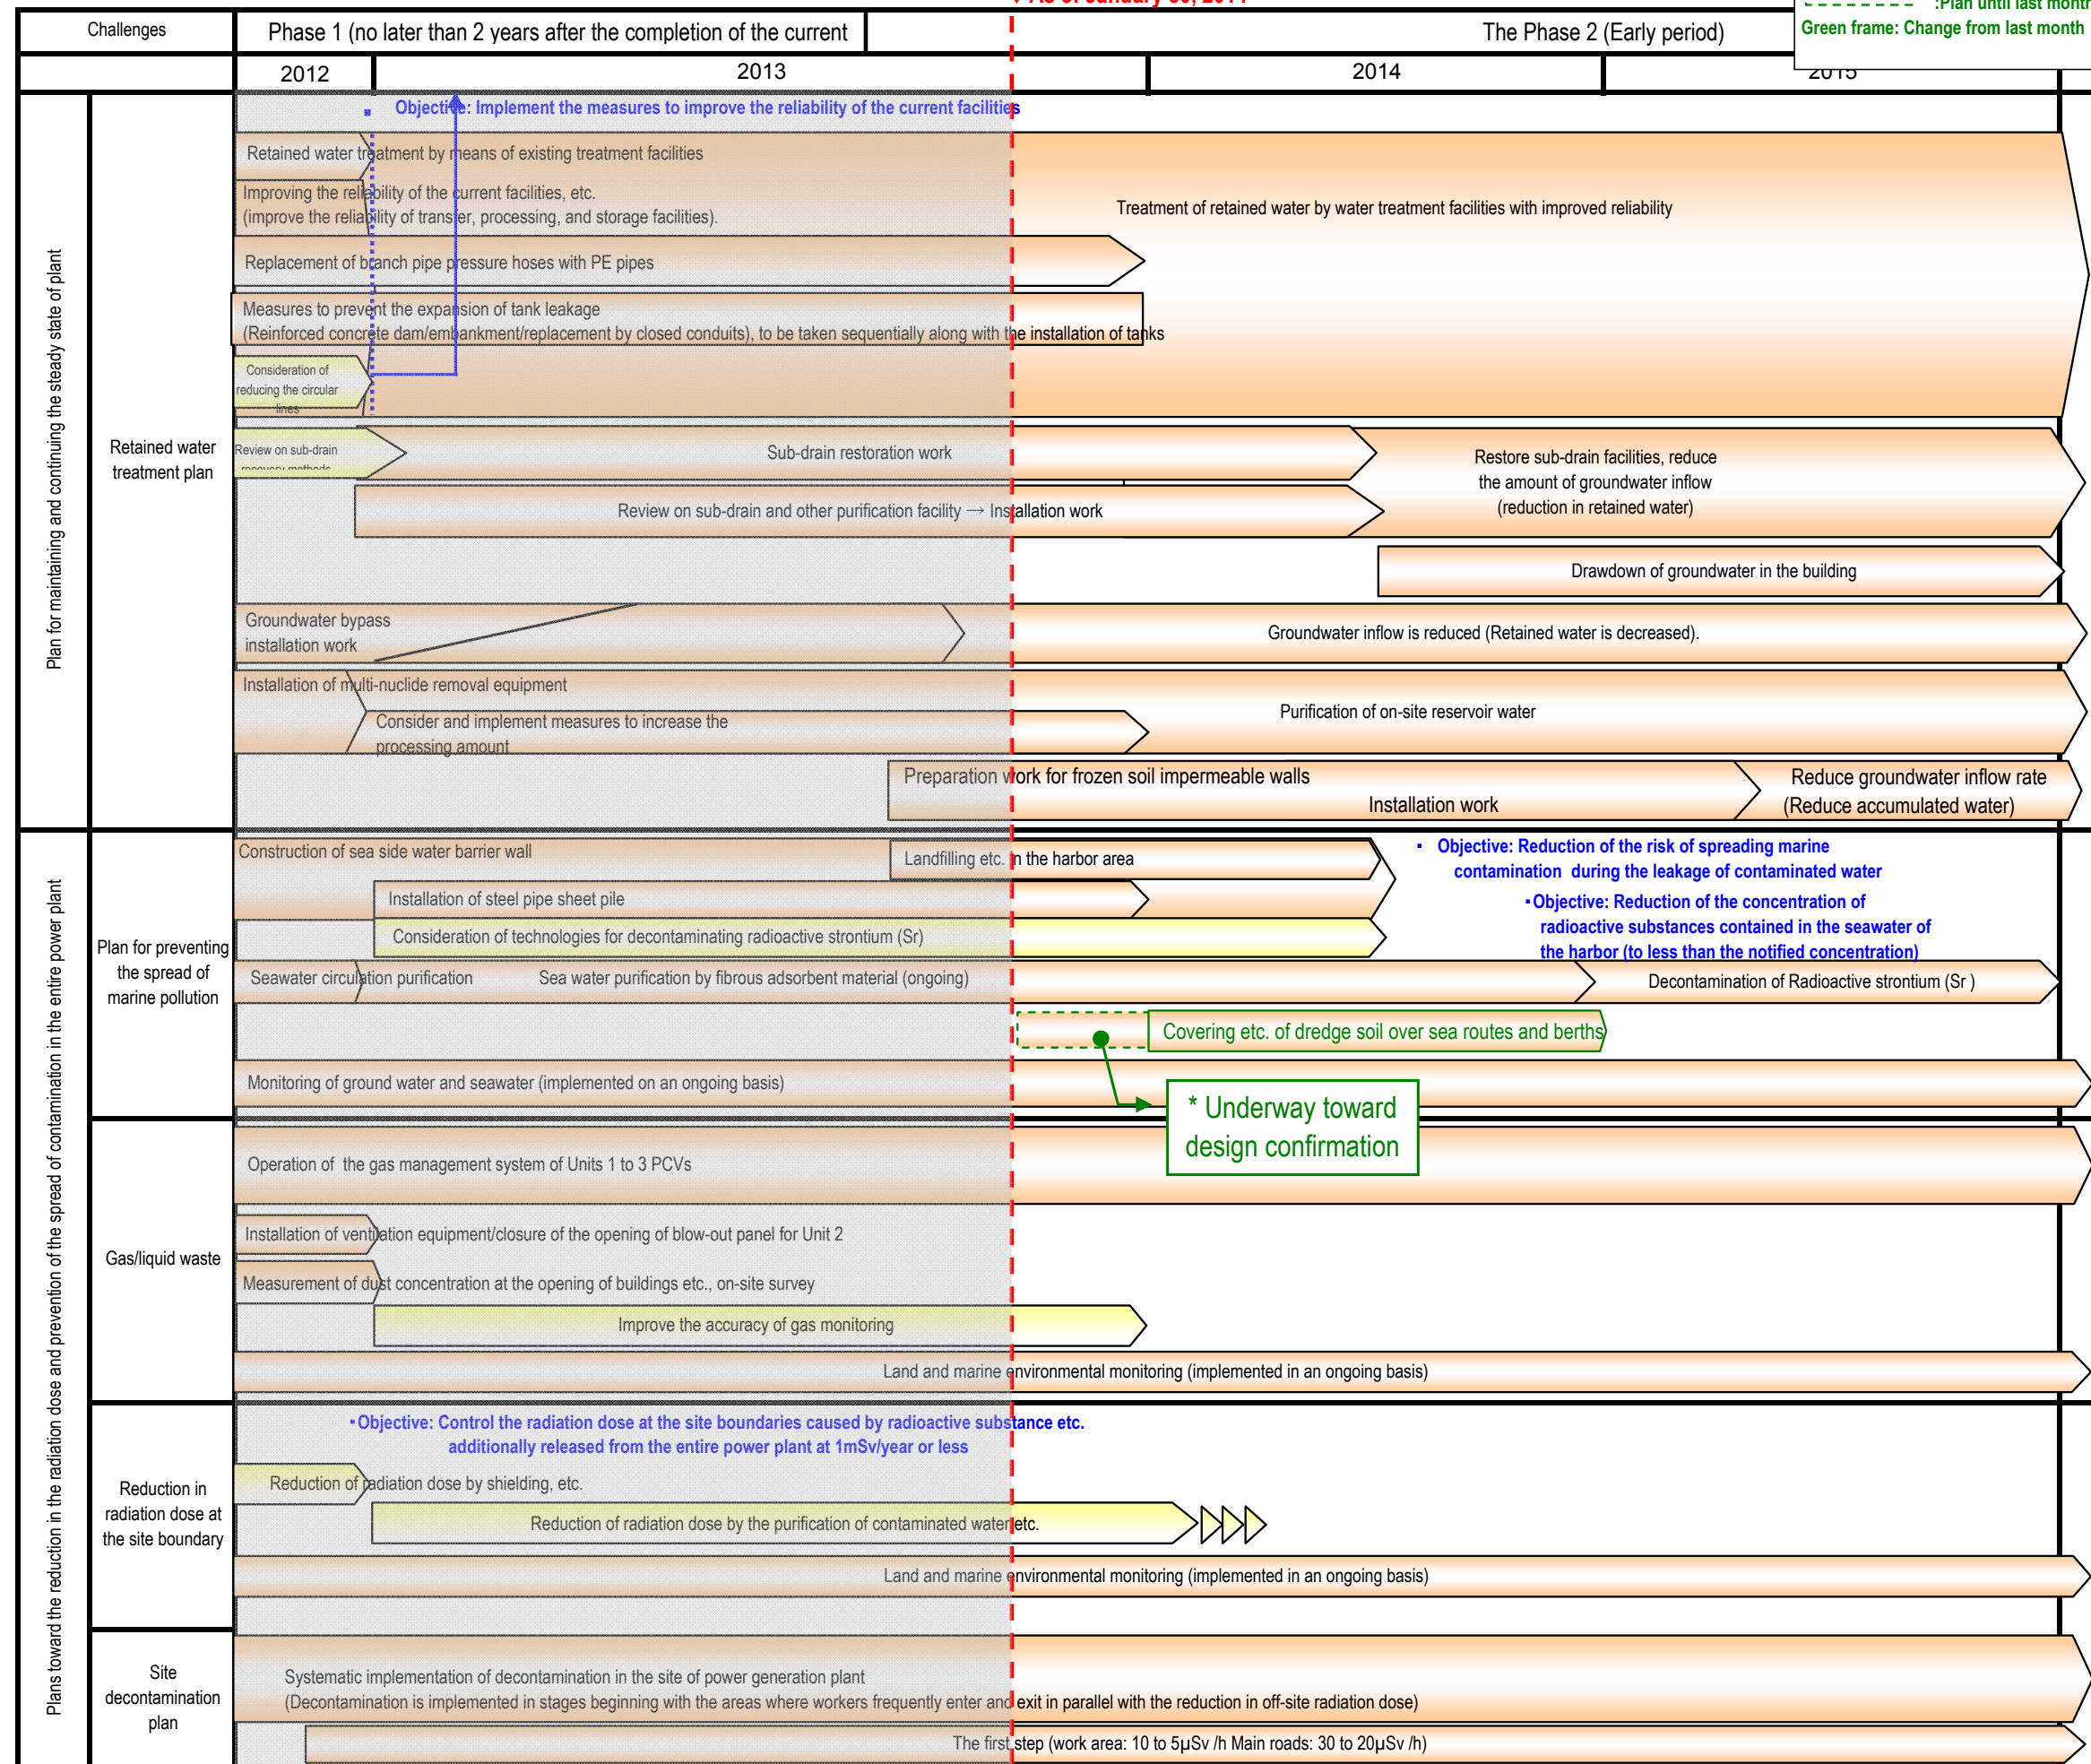 As of January 30, 2014
:Plan until last month
Green frame: Change from last month
Challenges
Phase 1 (no later than 2 years after the completion of the current
The Phase 2 (Early period)
2012
2013
2014
2015
Plan for maintaining and continuing the steady state of plant
Retained water
treatment plan
Objective: Implement the measures to improve the reliability of the current facilities
Retained water treatment by means of existing treatment facilities
Improving the reliability of the current facilities, etc.
(improve the reliability of transfer, processing, and storage facilities).
Treatment of retained water by water treatment facilities with improved reliability
Replacement of branch pipe pressure hoses with PE pipes
Measures to prevent the expansion of tank leakage
(Reinforced concrete dam/embankment/replacement by closed conduits), to be taken sequentially along with the installation of tanks
Consideration of
reducing the circular
lines
Review on sub-drain
recovery methods
Sub-drain restoration work
Restore sub-drain facilities, reduce
the amount of groundwater inflow
(reduction in retained water)
Review on sub-drain and other purification facility → Installation work
Drawdown of groundwater in the building
Groundwater bypass
installation work
Groundwater inflow is reduced (Retained water is decreased).
Installation of multi-nuclide removal equipment
Consider and implement measures to increase the
processing amount
Purification of on-site reservoir water
Preparation work for frozen soil impermeable walls
Installation work
Reduce groundwater inflow rate
(Reduce accumulated water)
Plans toward the reduction in the radiation dose and prevention of the spread of contamination in the entire power plant
Plan for preventing
the spread of
marine pollution
Construction of sea side water barrier wall
Landfilling etc. in the harbor area
▪ Objective: Reduction of the risk of spreading marine
contamination during the leakage of contaminated water
Installation of steel pipe sheet pile
▪Objective: Reduction of the concentration of
radioactive substances contained in the seawater of
the harbor (to less than the notified concentration)
Consideration of technologies for decontaminating radioactive strontium (Sr)
Seawater circulation purification
Sea water purification by fibrous adsorbent material (ongoing)
Decontamination of Radioactive strontium (Sr )
Covering etc. of dredge soil over sea routes and berths
Monitoring of ground water and seawater (implemented on an ongoing basis)
* Underway toward
design confirmation
Gas/liquid waste
Operation of the gas management system of Units 1 to 3 PCVs
Installation of ventilation equipment/closure of the opening of blow-out panel for Unit 2
Measurement of dust concentration at the opening of buildings etc., on-site survey
Improve the accuracy of gas monitoring
Land and marine environmental monitoring (implemented in an ongoing basis)
Reduction in
radiation dose at
the site boundary
▪Objective: Control the radiation dose at the site boundaries caused by radioactive substance etc.
additionally released from the entire power plant at 1mSv/year or less
Reduction of radiation dose by shielding, etc.
Reduction of radiation dose by the purification of contaminated water etc.
Land and marine environmental monitoring (implemented in an ongoing basis)
Site
decontamination
plan
Systematic implementation of decontamination in the site of power generation plant
(Decontamination is implemented in stages beginning with the areas where workers frequently enter and exit in parallel with the reduction in off-site radiation dose)
The first step (work area: 10 to 5μSv /h Main roads: 30 to 20μSv /h)